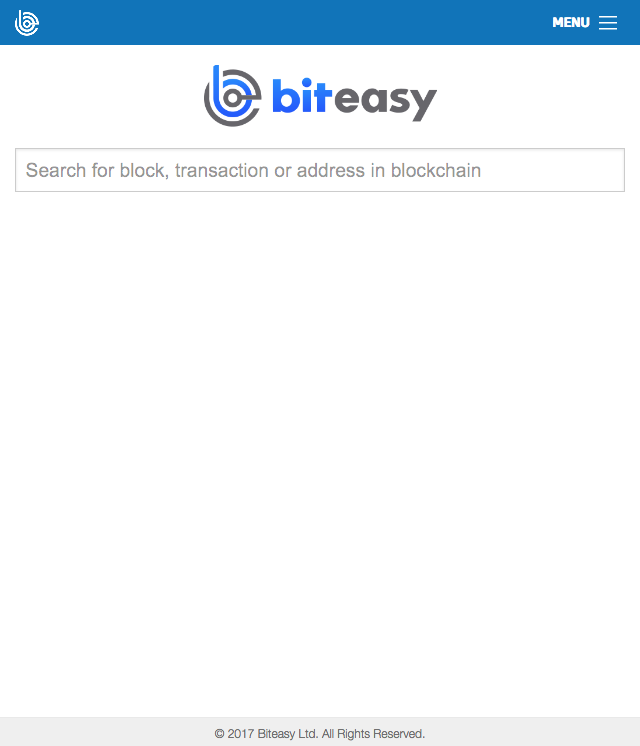 MENU
biteasy
Search for block, transaction or address in blockchain
© 2017 Biteasy Ltd. All Rights Reserved.